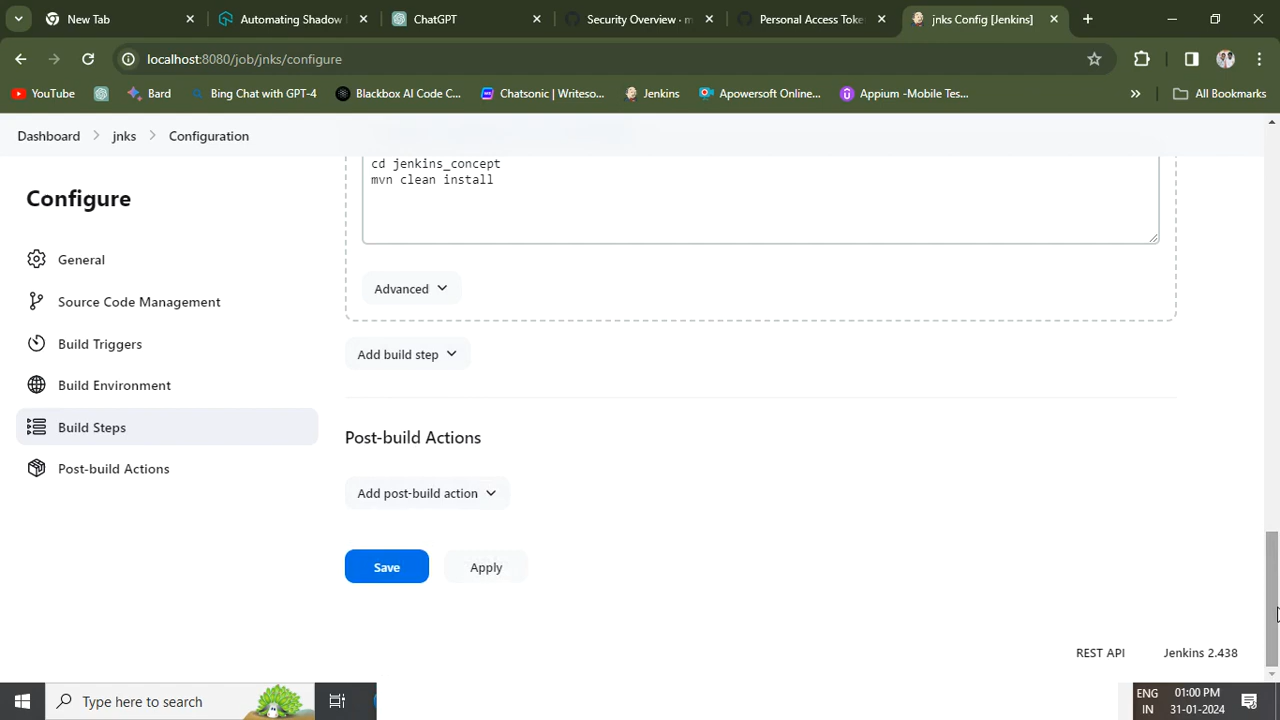 New Tab
Automating Shadow
ChatGPT
Security Overview - m
Personal Access Toke
jnks Config [Jenkins]
localhost:8080/job/jnks/configure
YouTube
Bard
Bing Chat with GPT-4
Blackbox AI Code C...
Chatsonic | Writeso...
Jenkins
Apowersoft Online...
Appium -Mobile Tes...
All Bookmarks
Dashboard
jnks
Configuration
Configure
General
Source Code Management
Build Triggers
Build Environment
Build Steps
Post-build Actions
cd jenkins_concept
mvn clean install
Advanced
Add build step
Post-build Actions
Add post-build action
Save
Apply
REST API
Jenkins 2.438
Type here to search
ENG
IN
01:00 PM
31-01-2024